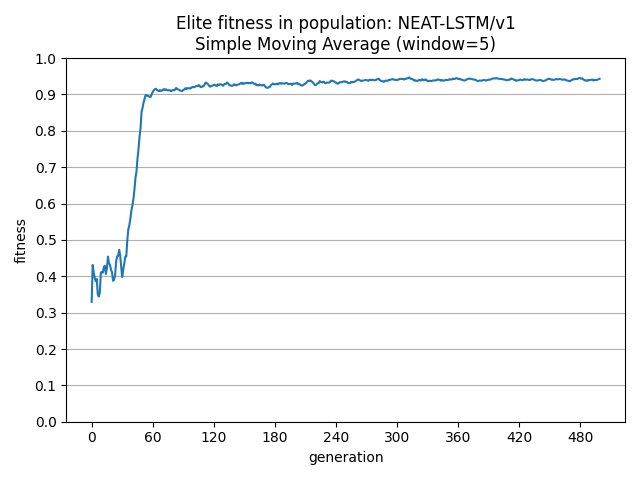 Elite fitness in population: NEAT-LSTM/v1
Simple Moving Average (window=5)
1.0
0.9
0.8
0.7
0.6
0.5
0.4
0.3
0.2
0.1
0.0
fitness
0 60 120 180 240 300 360 420 480
generation